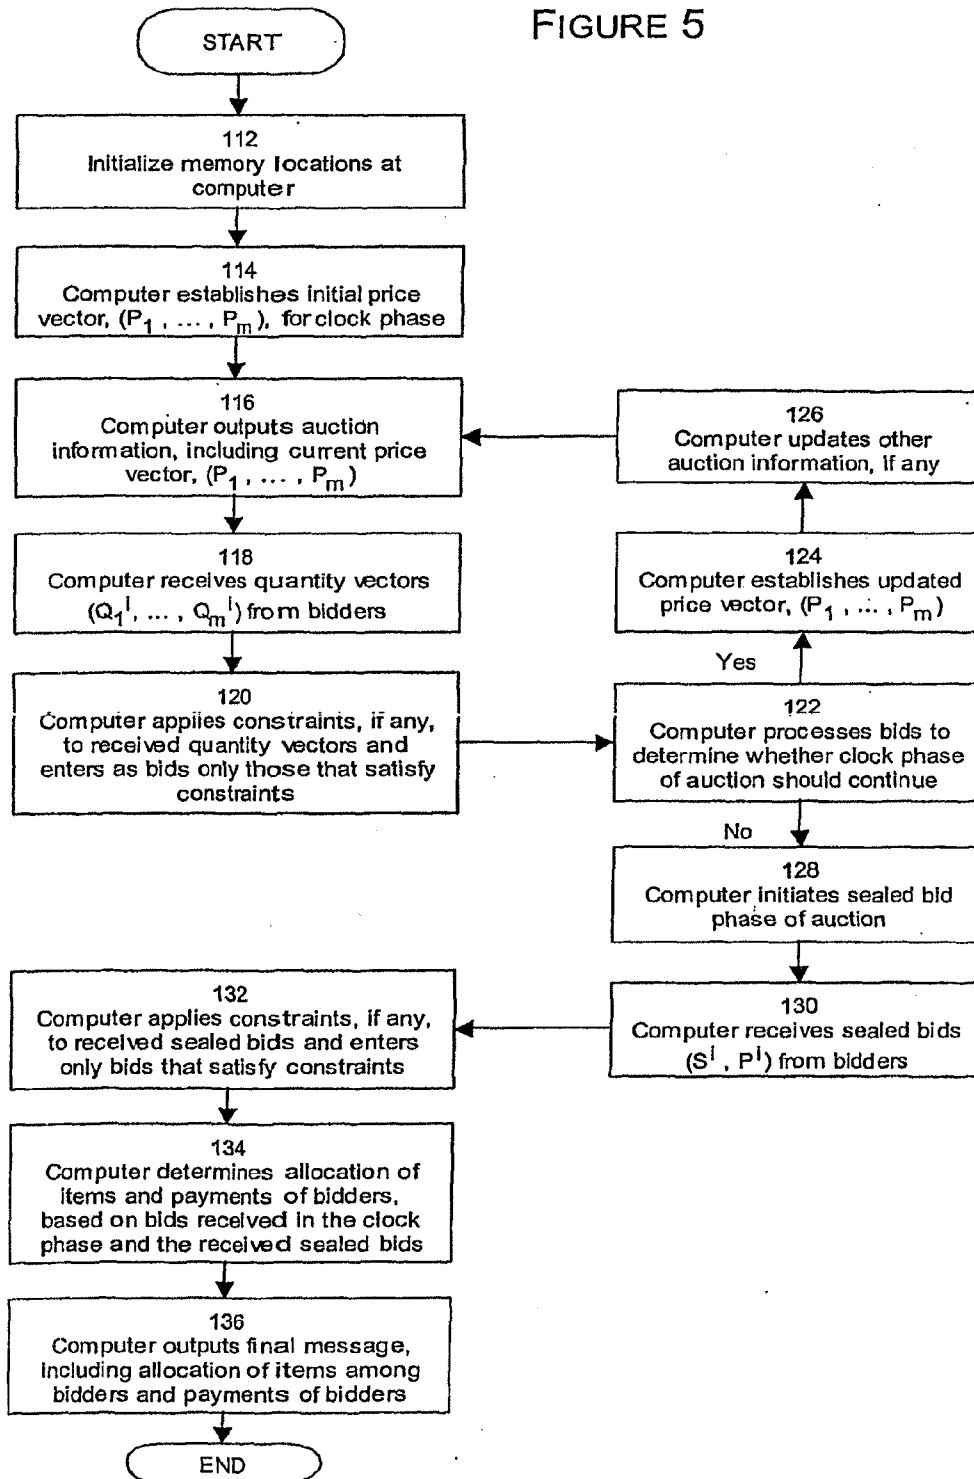 FIGURE 5
START
112
Initialize memory locations at
computer
114
Computer establishes initial price
vector, (P1 , ... , Pm), for clock phase
116
Computer outputs auction
information, including current price
vector, (P1 , ... , Pm)
118
Computer receives quantity vectors
(Q1^i, ... , Qm^i) from bidders
120
Computer applies constraints, if any,
to received quantity vectors and
enters as bids only those that satisfy
constraints
122
Computer processes bids to
determine whether clock phase
of auction should continue
Yes
124
Computer establishes updated
price vector, (P1 , ... , Pm)
126
Computer updates other
auction information, if any
No
128
Computer initiates sealed bid
phase of auction
130
Computer receives sealed bids
(S^i , P^i) from bidders
132
Computer applies constraints, if any,
to received sealed bids and enters
only bids that satisfy constraints
134
Computer determines allocation of
items and payments of bidders,
based on bids received in the clock
phase and the received sealed bids
136
Computer outputs final message,
including allocation of items among
bidders and payments of bidders
END